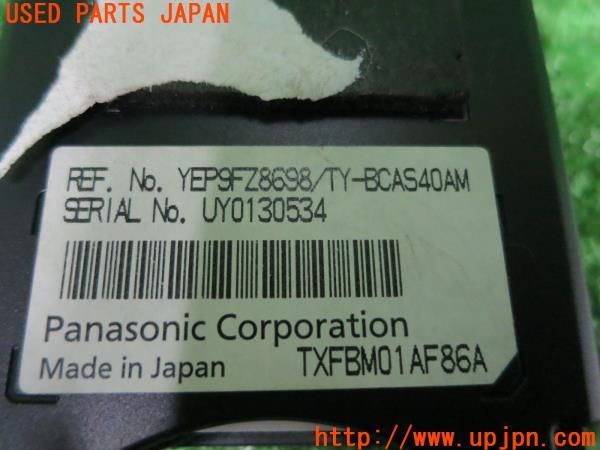 USED PARTS JAPAN
REF. No. YEP9FZ8698/TY-BCAS40AM
SERIAL No. UY0130534
Panasonic Corporation
Made in Japan TXFBM01AF86A
http://www.upjpn.com